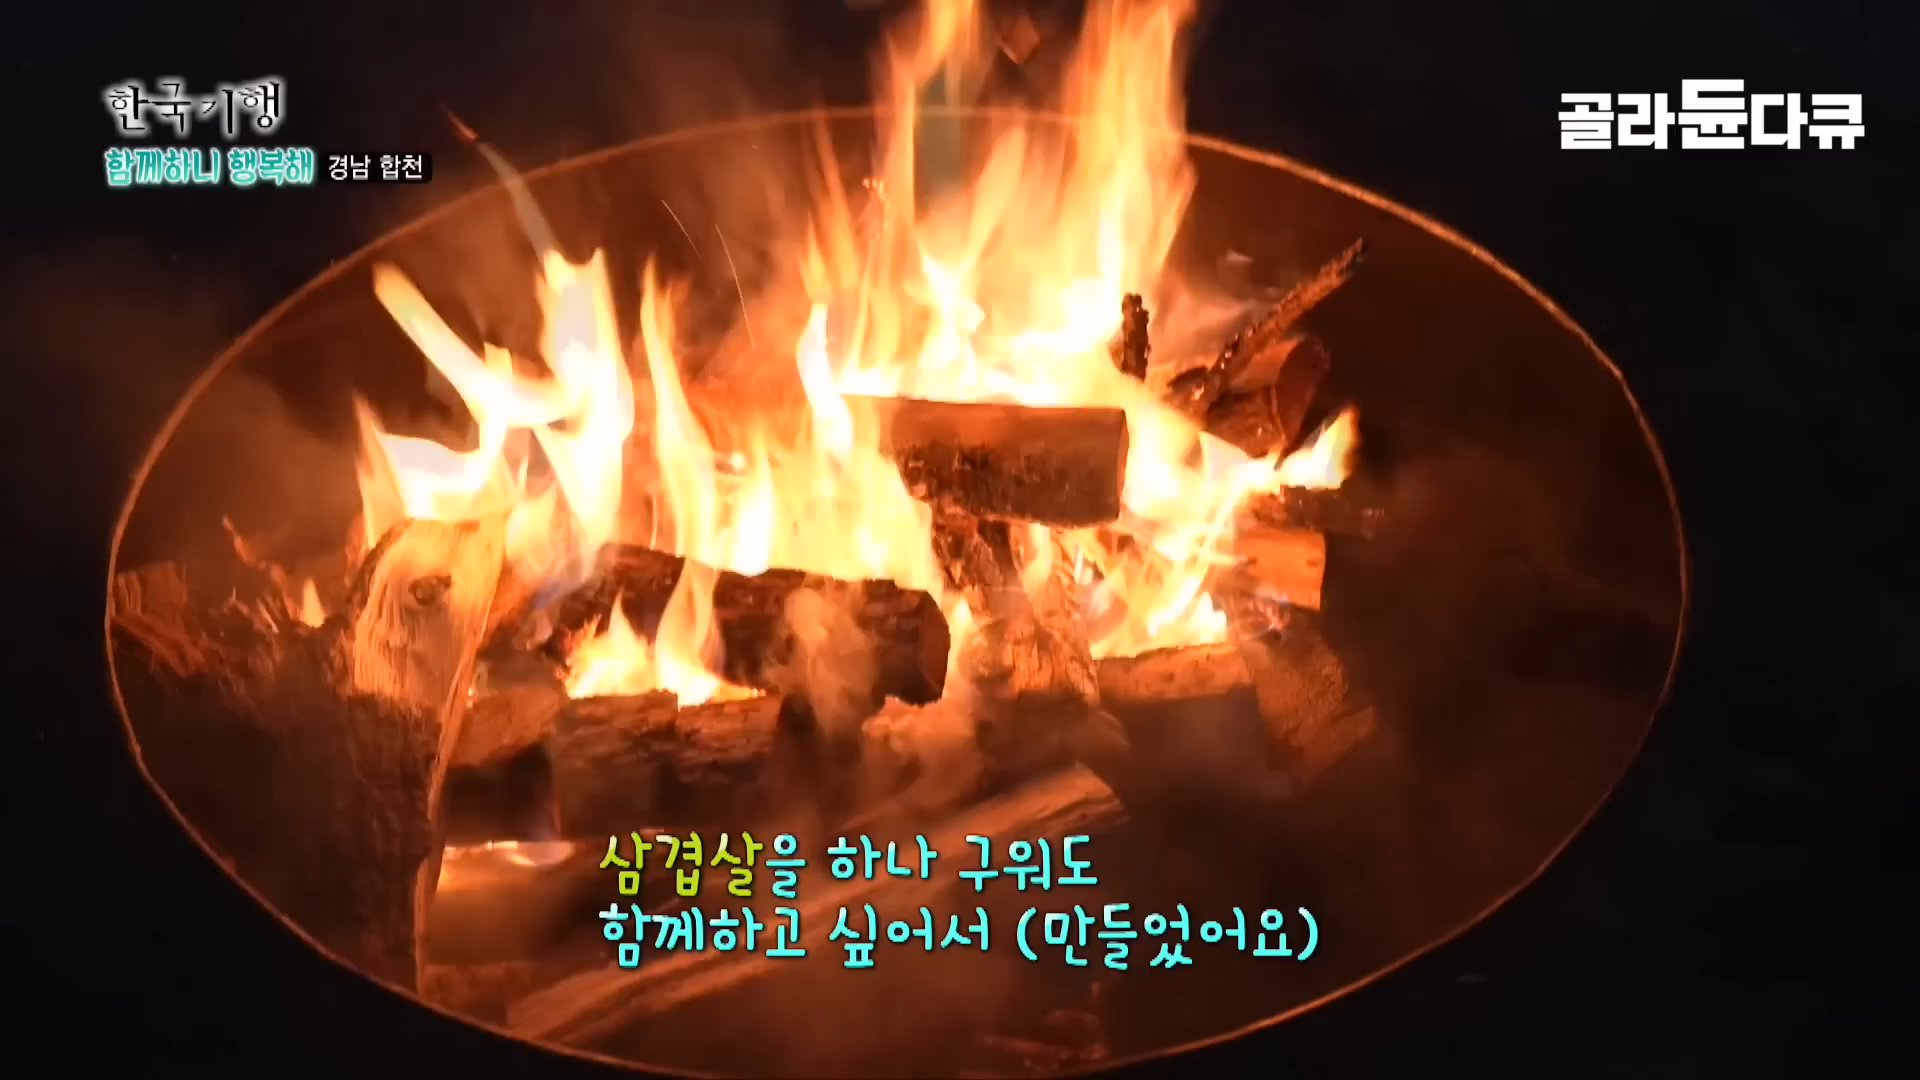 한국기행
함께하니 행복해 경남 합천
골라듄다큐
삼겹살을 하나 구워도
함께하고 싶어서 (만들었어요)